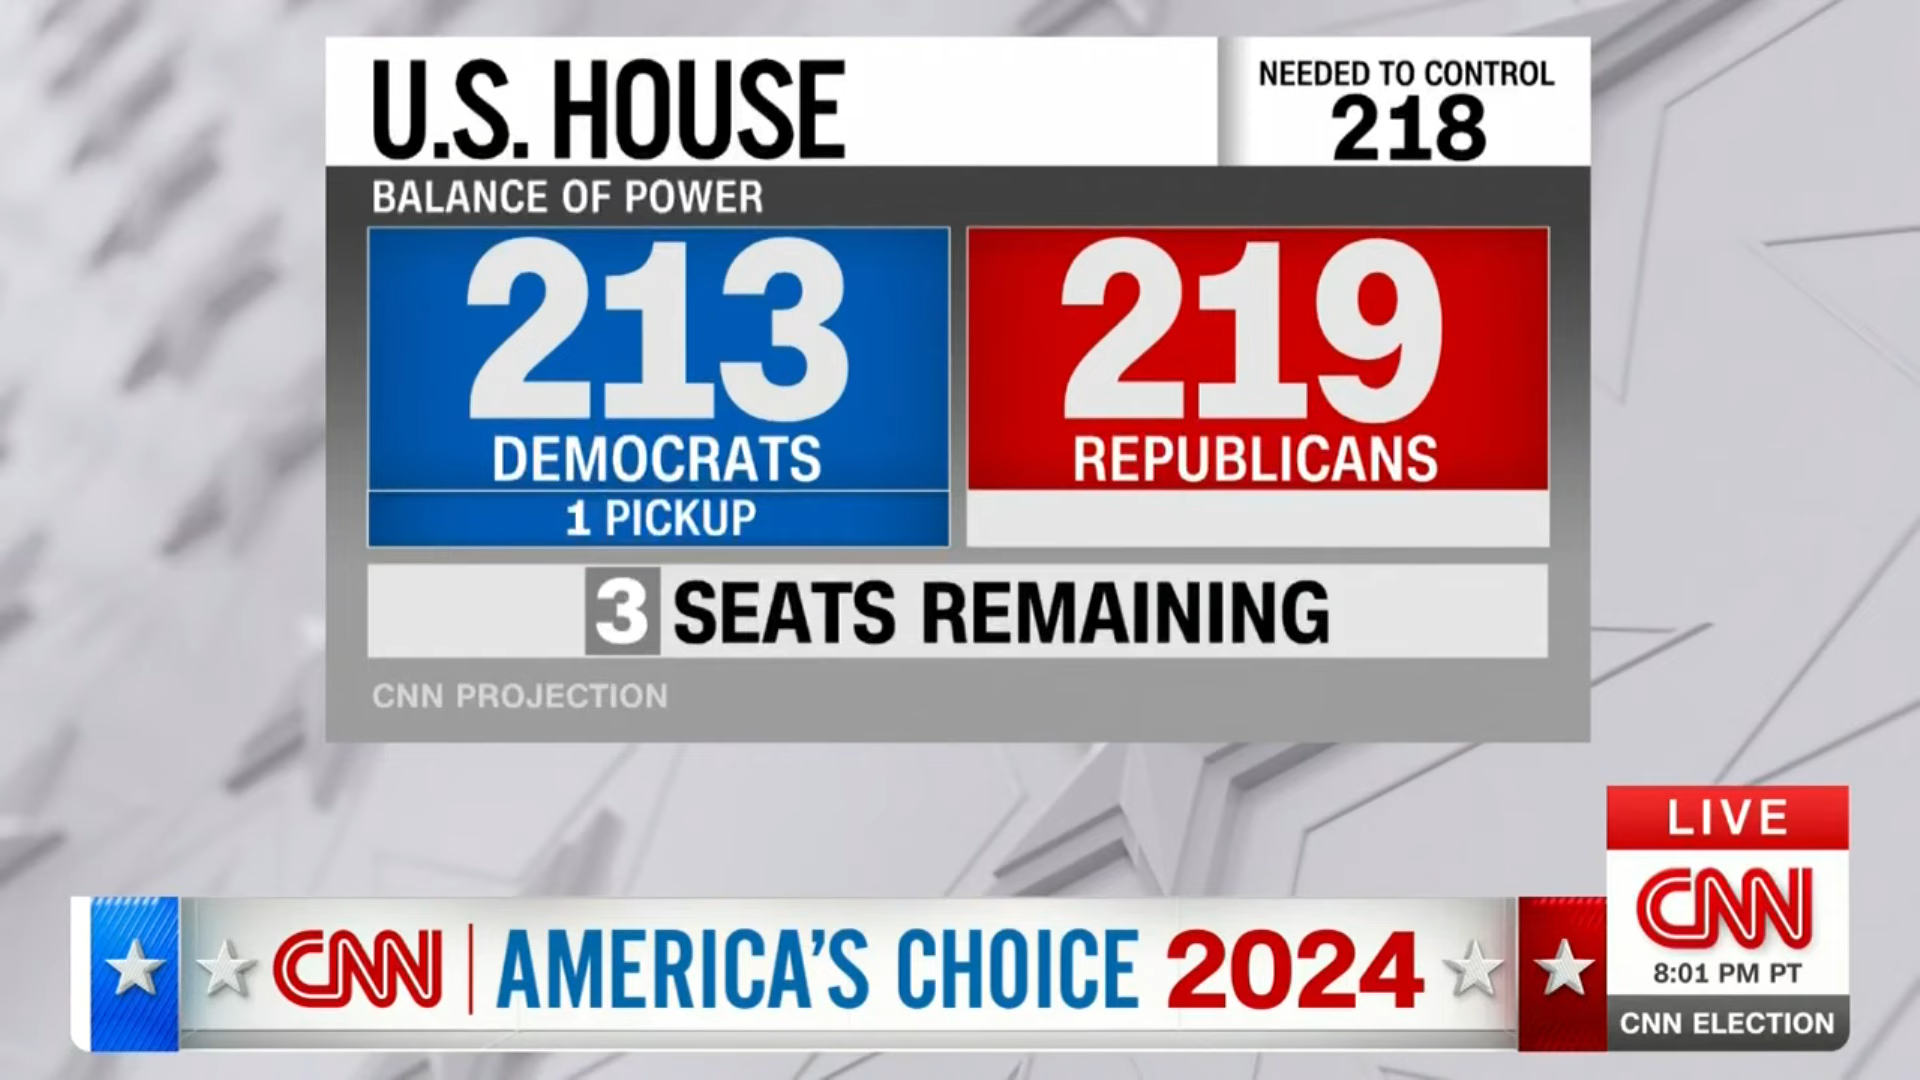 U.S. HOUSE
NEEDED TO CONTROL
218
BALANCE OF POWER
213
DEMOCRATS
1 PICKUP
219
REPUBLICANS
3 SEATS REMAINING
CNN PROJECTION
CNN AMERICA'S CHOICE 2024
LIVE
CNN
8:01 PM PT
CNN ELECTION